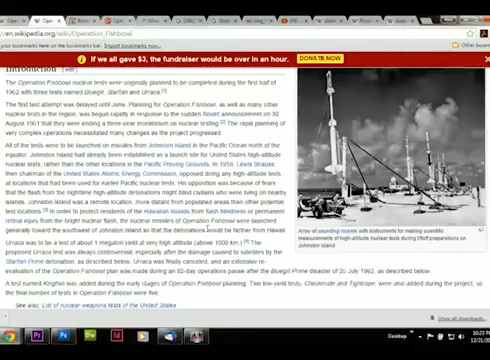 en.wikipedia.org/wiki/Operation_Fishbowl
your bookmarks here on the bookmarks bar. Import bookmarks now...
If we all gave $3, the fundraiser would be over in an hour. DONATE NOW
Introduction
The Operation Fishbowl nuclear tests were originally planned to be completed during the first half of
1962 with three tests named Bluegill, Starfish and Urraca.
The first test attempt was delayed until June. Planning for Operation Fishbowl, as well as many other
nuclear tests in the region, was begun rapidly in response to the sudden Soviet announcement on 30
August 1961 that they were ending a three-year moratorium on nuclear testing. The rapid planning of
very complex operations necessitated many changes as the project progressed.
All of the tests were to be launched on missiles from Johnston Island in the Pacific Ocean north of the
equator. Johnston Island had already been established as a launch site for United States high-altitude
nuclear tests, rather than the other locations in the Pacific Proving Grounds. In 1958, Lewis Strauss,
then chairman of the United States Atomic Energy Commission, opposed doing any high-altitude tests
at locations that had been used for earlier Pacific nuclear tests. His opposition was because of fears
that the flash from the nighttime high-altitude detonations might blind civilians who were living on nearby
islands. Johnston Island was a remote location, more distant from populated areas than other potential
test locations. In order to protect residents of the Hawaiian Islands from flash blindness or permanent
retinal injury from the bright nuclear flash, the nuclear missiles of Operation Fishbowl were launched
generally toward the southwest of Johnston Island so that the detonations would be farther from Hawaii.
Urraca was to be a test of about 1 megaton yield at very high altitude (above 1000 km.) The
proposed Urraca test was always controversial, especially after the damage caused to satellites by the
Starfish Prime detonation, as described below. Urraca was finally canceled, and an extensive re-
evaluation of the Operation Fishbowl plan was made during an 82-day operations pause after the Bluegill Prime disaster of 20 July 1962, as described below.
A test named Kingfish was added during the early stages of Operation Fishbowl planning. Two low-yield tests, Checkmate and Tightrope, were also added during the project, so
the final number of tests in Operation Fishbowl were five.
See also: List of nuclear weapons tests of the United States
Array of sounding rockets with instruments for making scientific
measurements of high-altitude nuclear tests during liftoff preparations on
Johnston Island
Show all downloads...
Desktop
10:23 PM